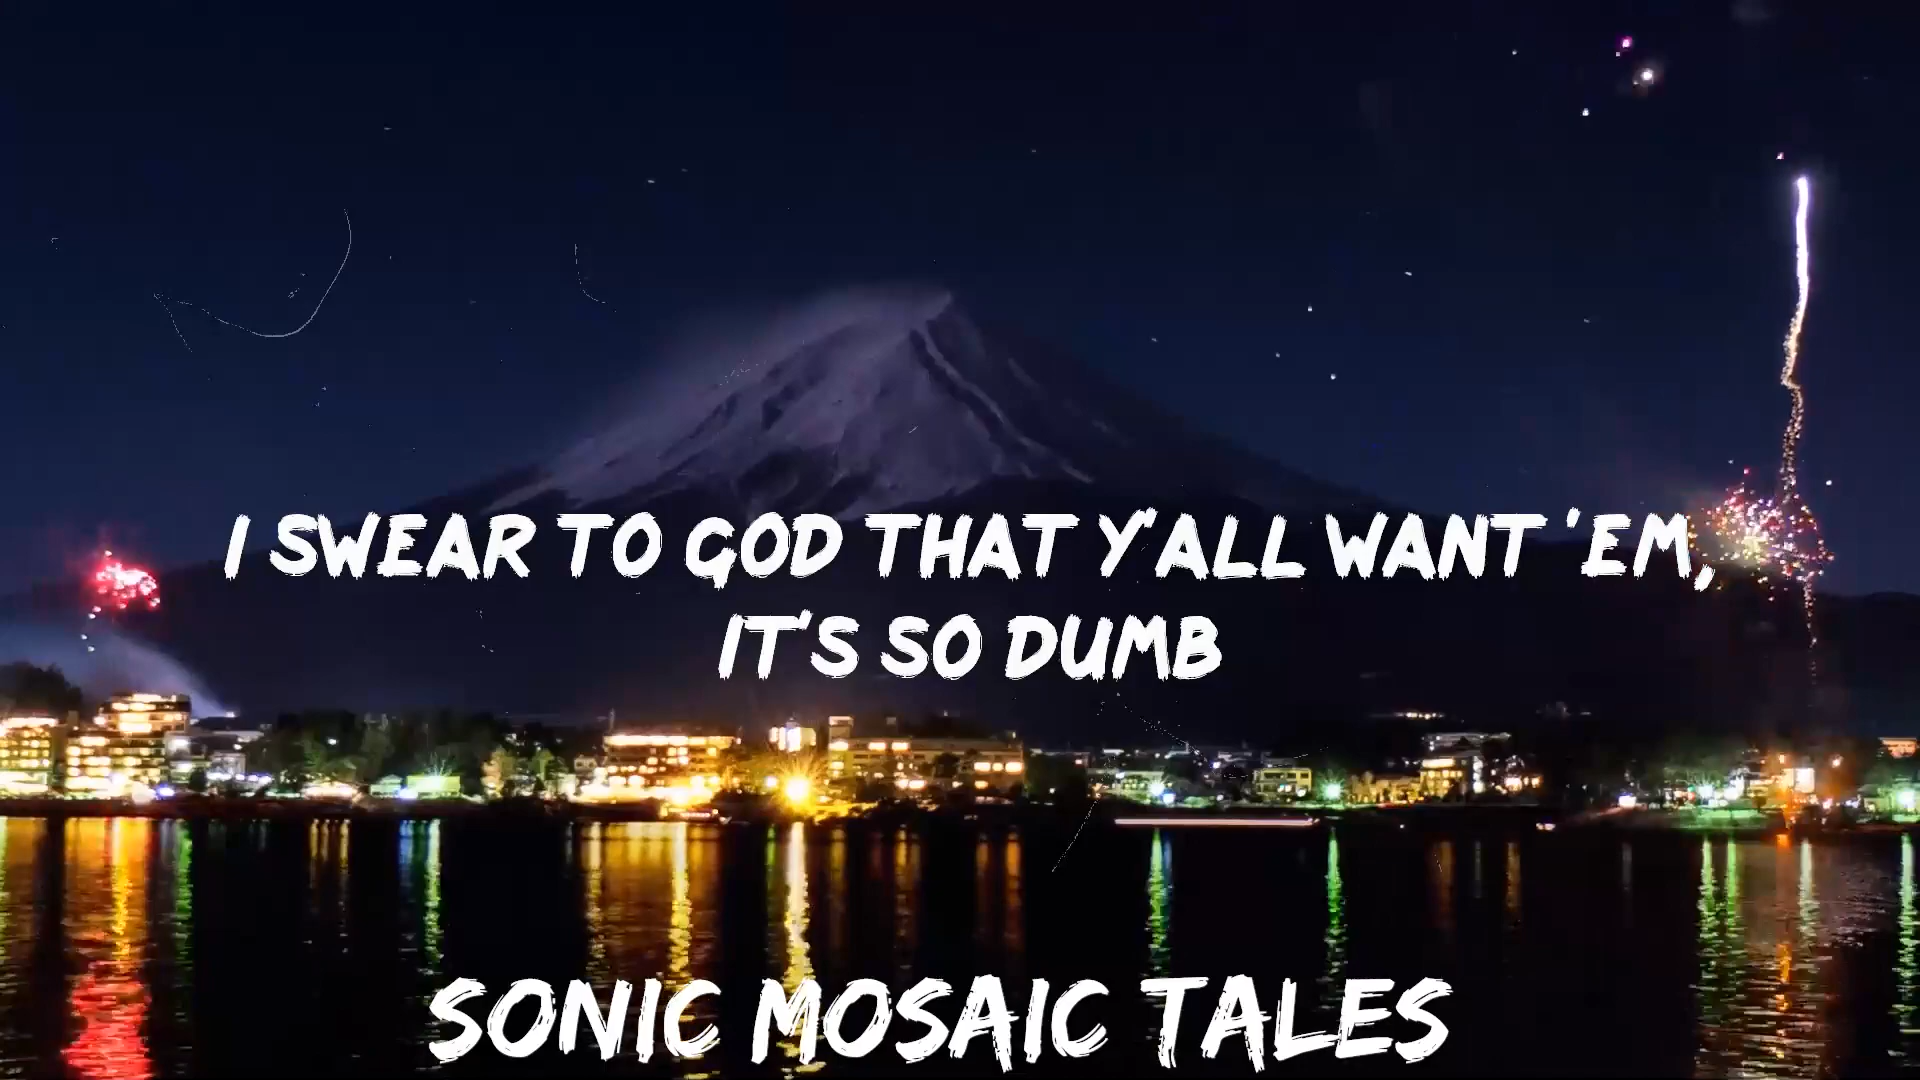 I SWEAR TO GOD THAT Y'ALL WANT 'EM,
IT'S SO DUMB
SONIC MOSAIC TALES